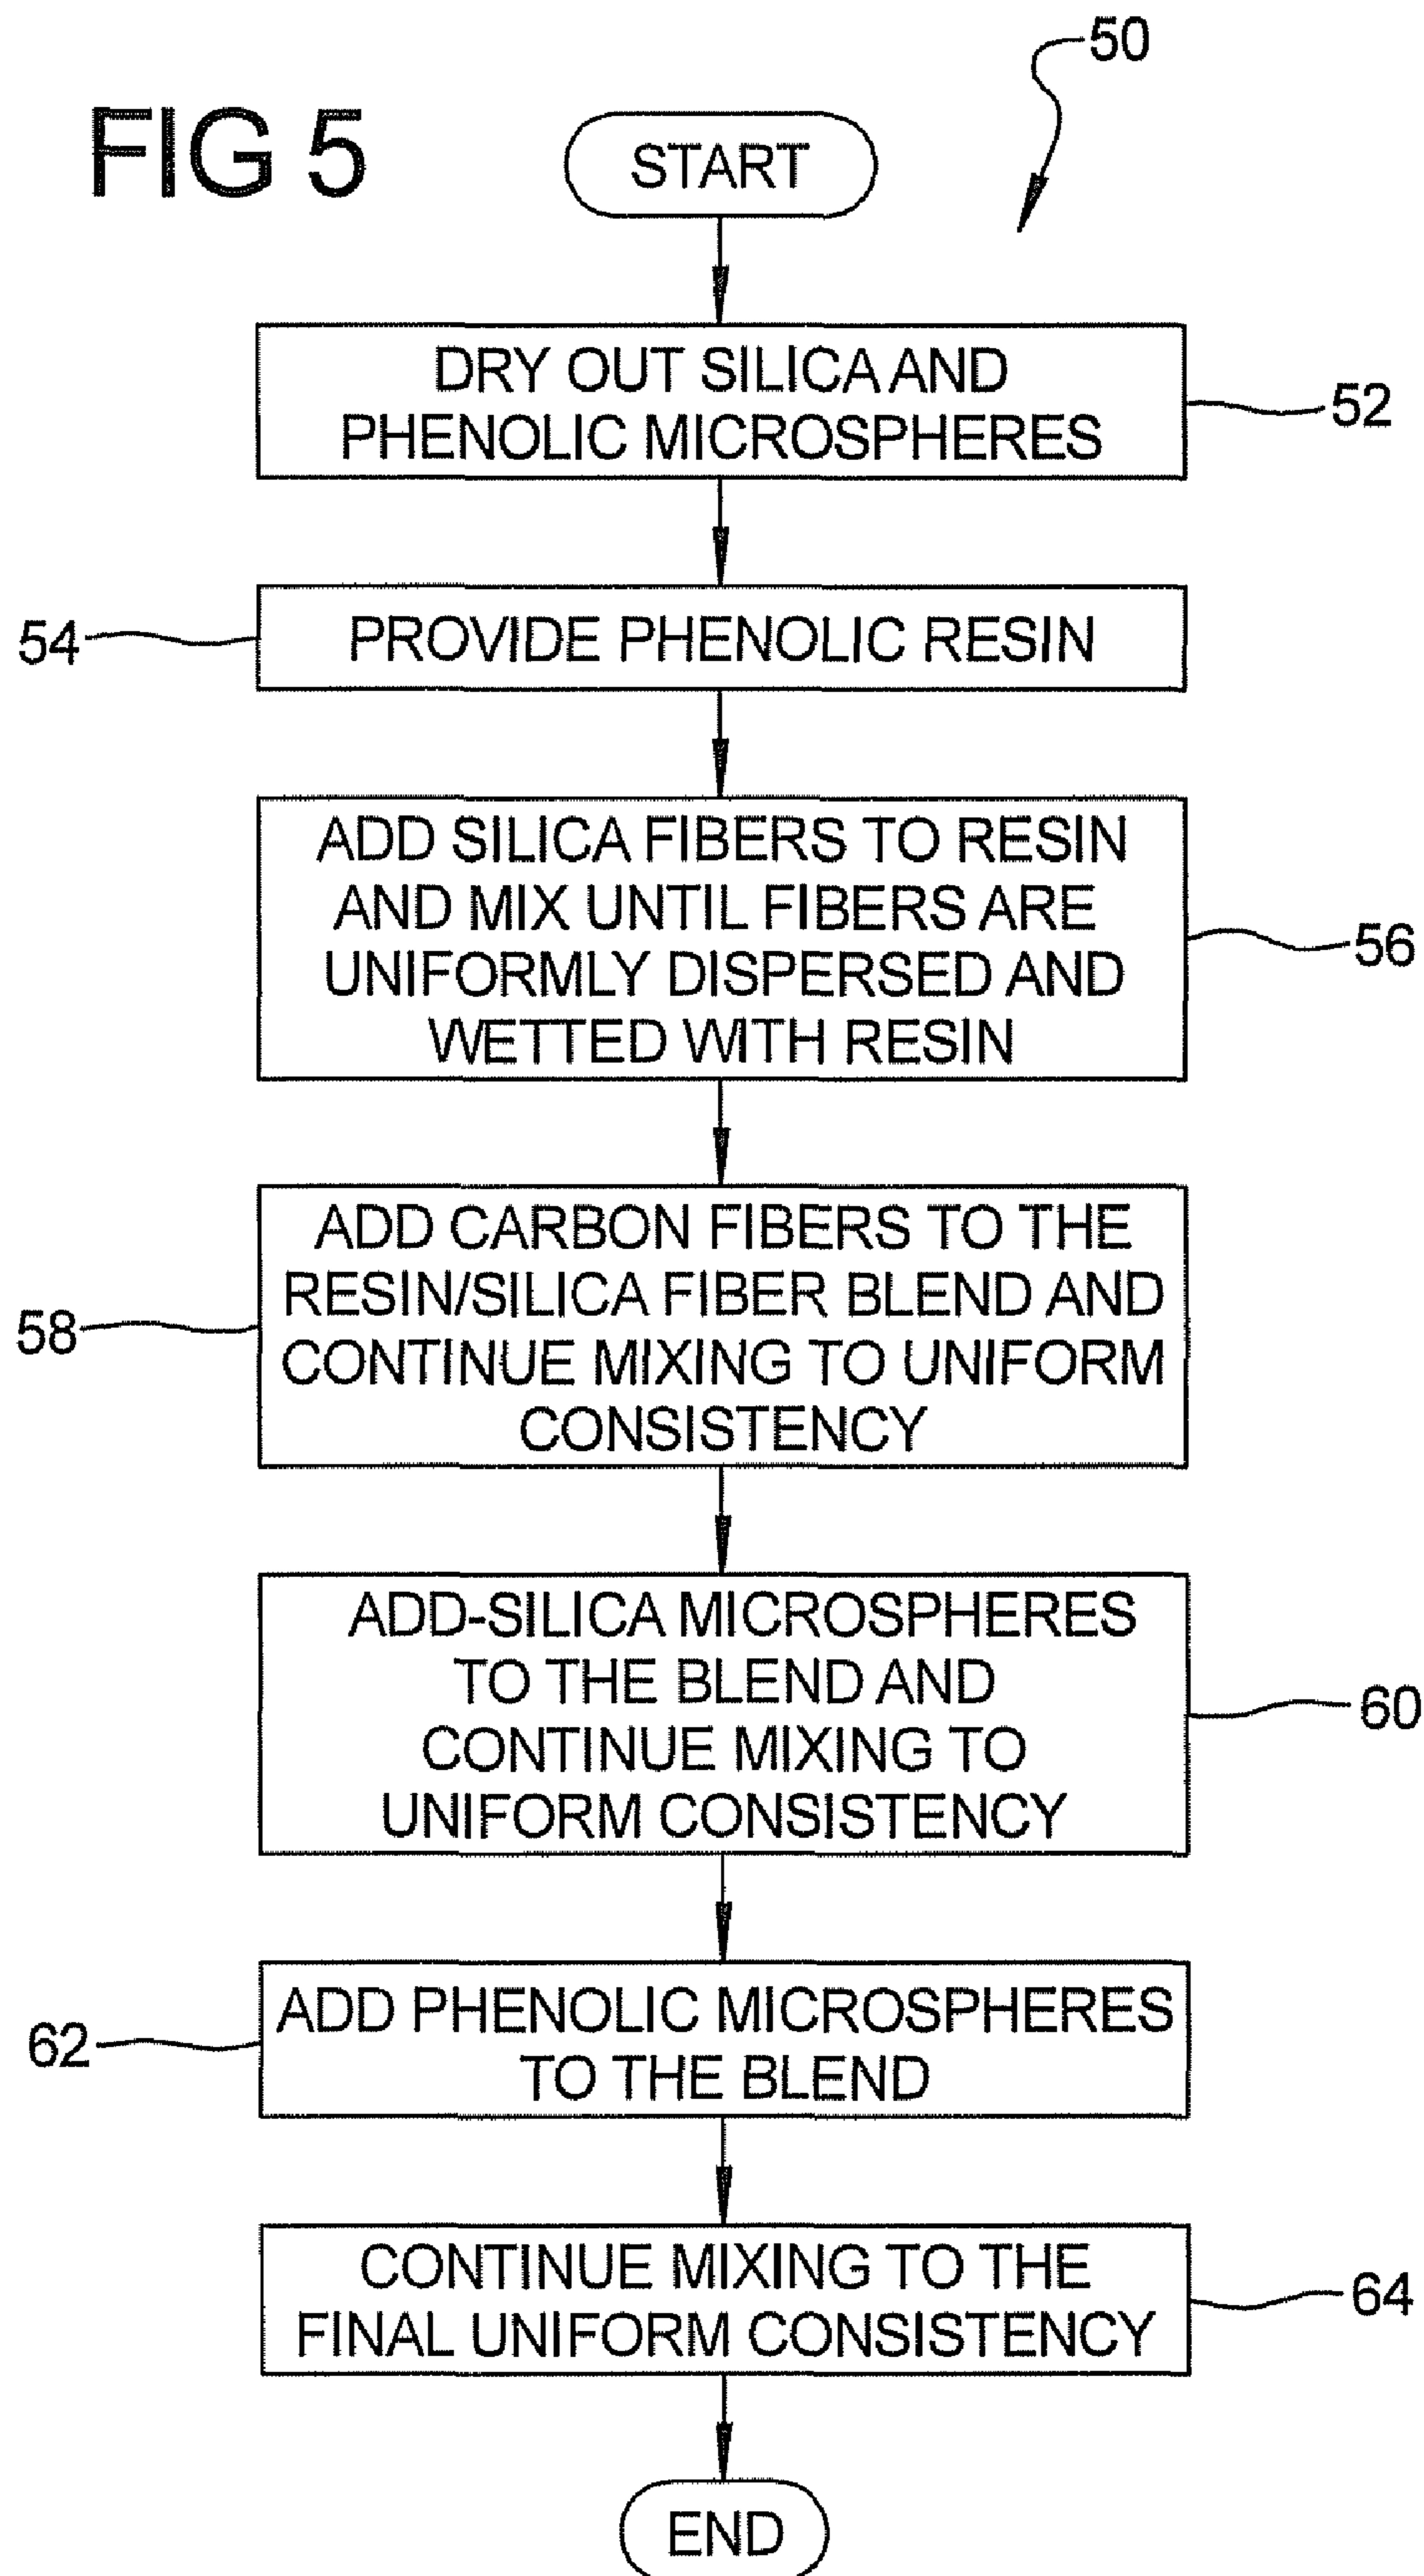 FIG 5
50
START
DRY OUT SILICA AND
PHENOLIC MICROSPHERES
52
54
PROVIDE PHENOLIC RESIN
ADD SILICA FIBERS TO RESIN
AND MIX UNTIL FIBERS ARE
UNIFORMLY DISPERSED AND
WETTED WITH RESIN
56
58
ADD CARBON FIBERS TO THE
RESIN/SILICA FIBER BLEND AND
CONTINUE MIXING TO UNIFORM
CONSISTENCY
ADD-SILICA MICROSPHERES
TO THE BLEND AND
CONTINUE MIXING TO
UNIFORM CONSISTENCY
60
62
ADD PHENOLIC MICROSPHERES
TO THE BLEND
CONTINUE MIXING TO THE
FINAL UNIFORM CONSISTENCY
64
END